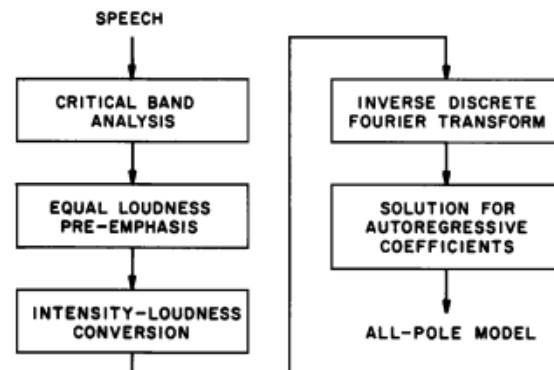 SPEECH
CRITICAL BAND
ANALYSIS
EQUAL LOUDNESS
PRE-EMPHASIS
INTENSITY-LOUDNESS
CONVERSION
INVERSE DISCRETE
FOURIER TRANSFORM
SOLUTION FOR
AUTOREGRESSIVE
COEFFICIENTS
ALL-POLE MODEL